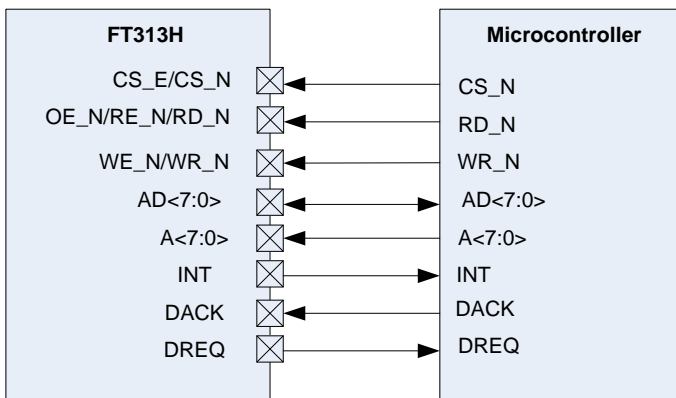 FT313H
CS_E/CS_N
OE_N/RE_N/RD_N
WE_N/WR_N
AD<7:0>
A<7:0>
INT
DACK
DREQ
Microcontroller
CS_N
RD_N
WR_N
AD<7:0>
A<7:0>
INT
DACK
DREQ